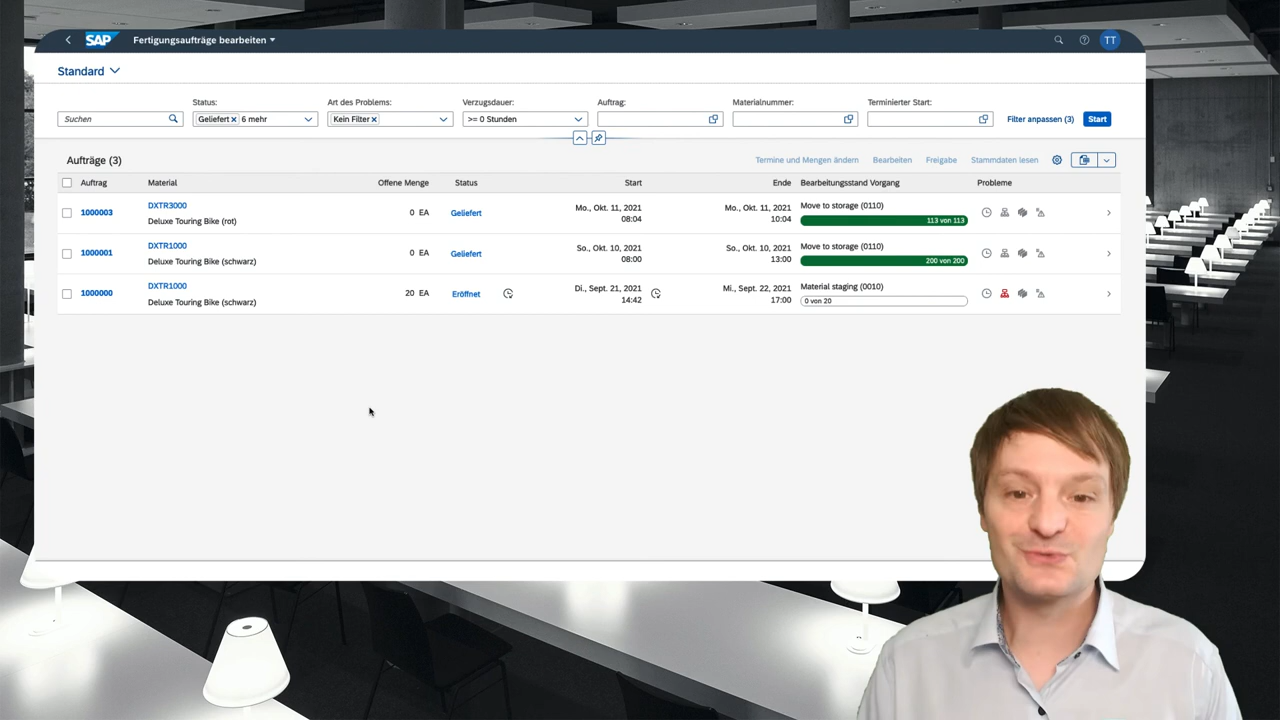 SAP Fertigungsaufträge bearbeiten TT
Standard
Status: Art des Problems: Verzugsdauer: Auftrag: Materialnummer: Terminierter Start:
Suchen Geliefert 6 mehr Kein Filter >= 0 Stunden Filter anpassen (3) Start
Aufträge (3) Termine und Mengen ändern Bearbeiten Freigabe Stammdaten lesen
Auftrag Material Offene Menge Status Start Ende Bearbeitungsstand Vorgang Probleme
1000003
DXTR3000
Deluxe Touring Bike (rot)
0 EA
Geliefert
Mo., Okt. 11, 2021
08:04
Mo., Okt. 11, 2021
10:04
Move to storage (0110)
113 von 113
1000001
DXTR1000
Deluxe Touring Bike (schwarz)
0 EA
Geliefert
So., Okt. 10, 2021
08:00
So., Okt. 10, 2021
13:00
Move to storage (0110)
200 von 200
1000000
DXTR1000
Deluxe Touring Bike (schwarz)
20 EA
Eröffnet
Di., Sept. 21, 2021
14:42
Mi., Sept. 22, 2021
17:00
Material staging (0010)
0 von 20